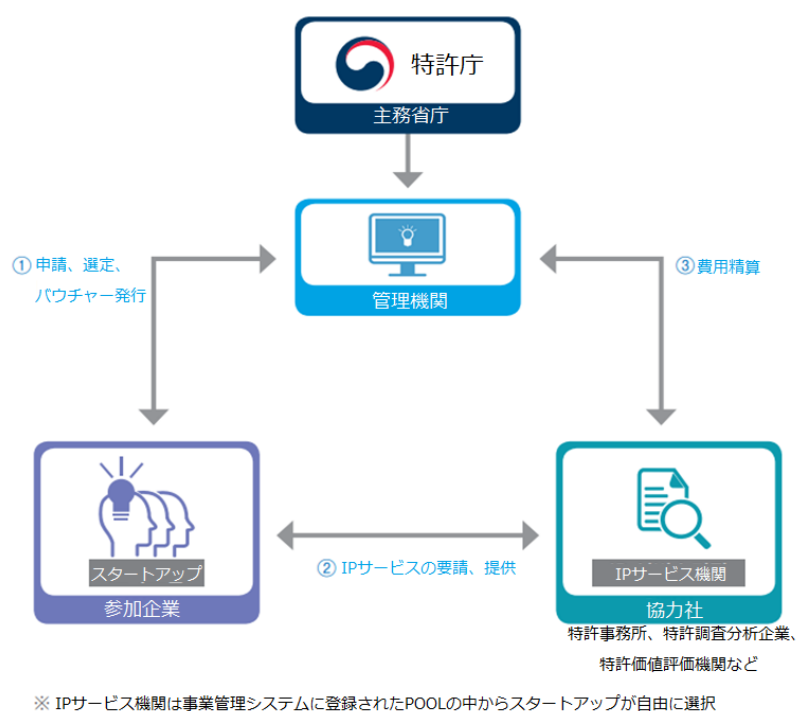 特許庁
主務省庁
管理機関
① 申請、選定、
バウチャー発行
③ 費用精算
スタートアップ
参加企業
② IPサービスの要請、提供
IPサービス機関
協力社
特許事務所、特許調査分析企業、
特許価値評価機関など
※ IPサービス機関は事業管理システムに登録されたPOOLの中からスタートアップが自由に選択